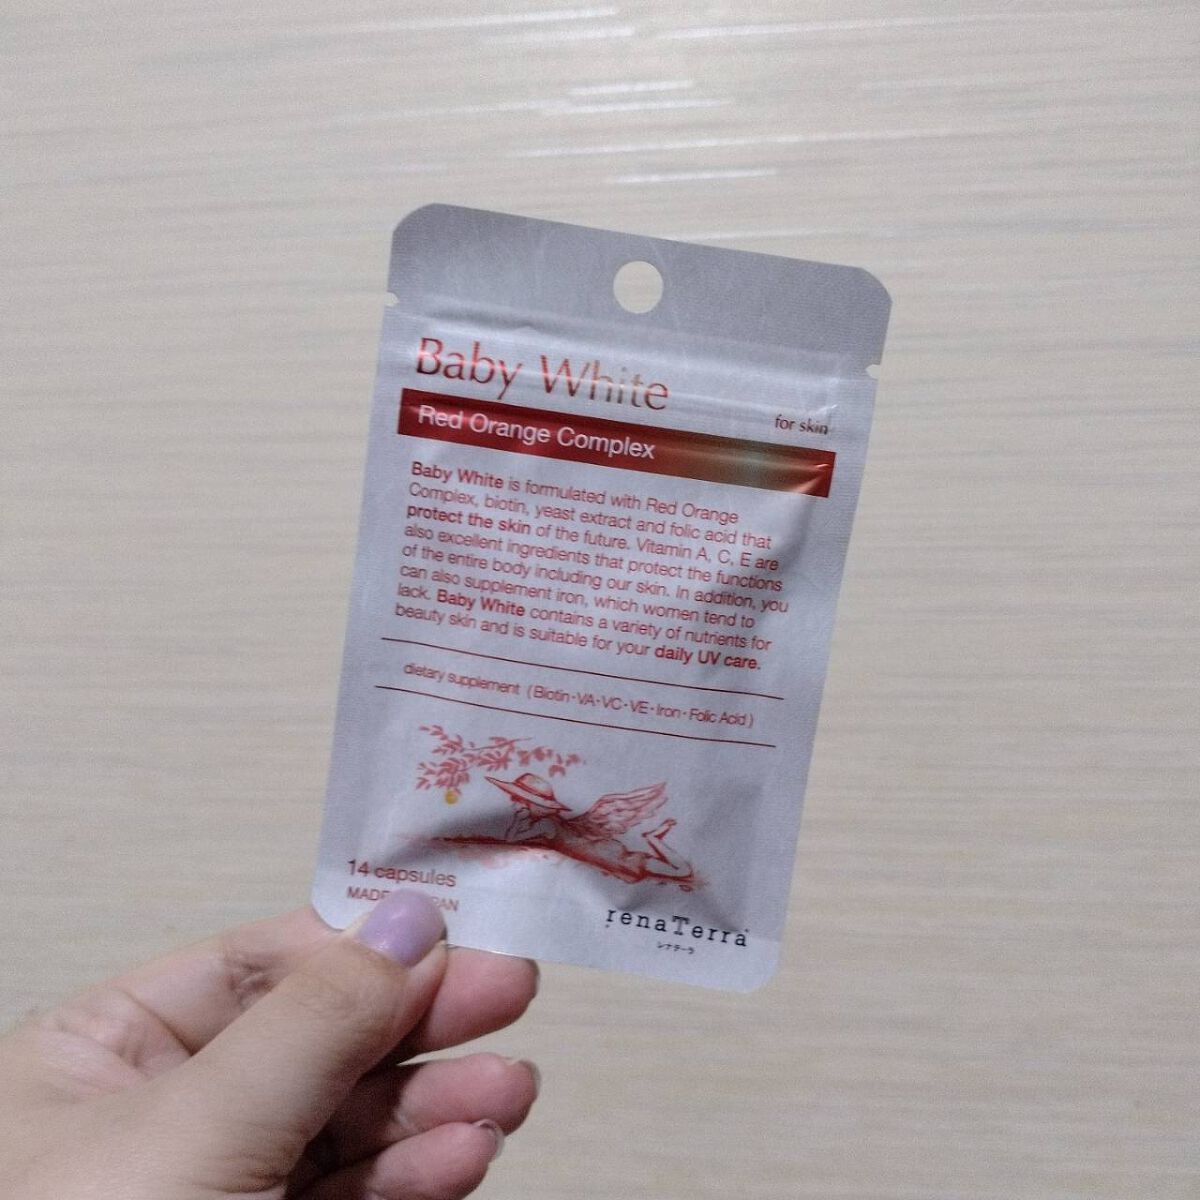 Baby White
for skin
Red Orange Complex
Baby White is formulated with Red Orange
Complex, biotin, yeast extract and folic acid that
protect the skin of the future. Vitamin A, C, E are
also excellent ingredients that protect the functions
of the entire body including our skin. In addition, you
can also supplement iron, which women tend to
lack. Baby White contains a variety of nutrients for
beauty skin and is suitable for your daily UV care.
dietary supplement (Biotin・VA・VC・VE・Iron・Folic Acid)
14 capsules
MADE
renaTerra
レナテーラ